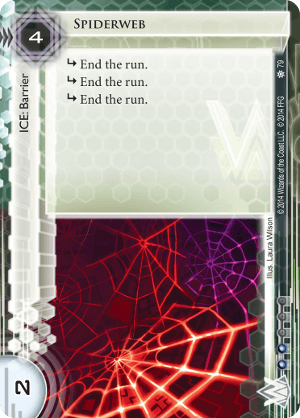 4
Spiderweb
↳ End the run.
↳ End the run.
↳ End the run.
ICE: Barrier
79
© 2014 Wizards of the Coast LLC. © 2014 FFG
Illus. Laura Wilson
2